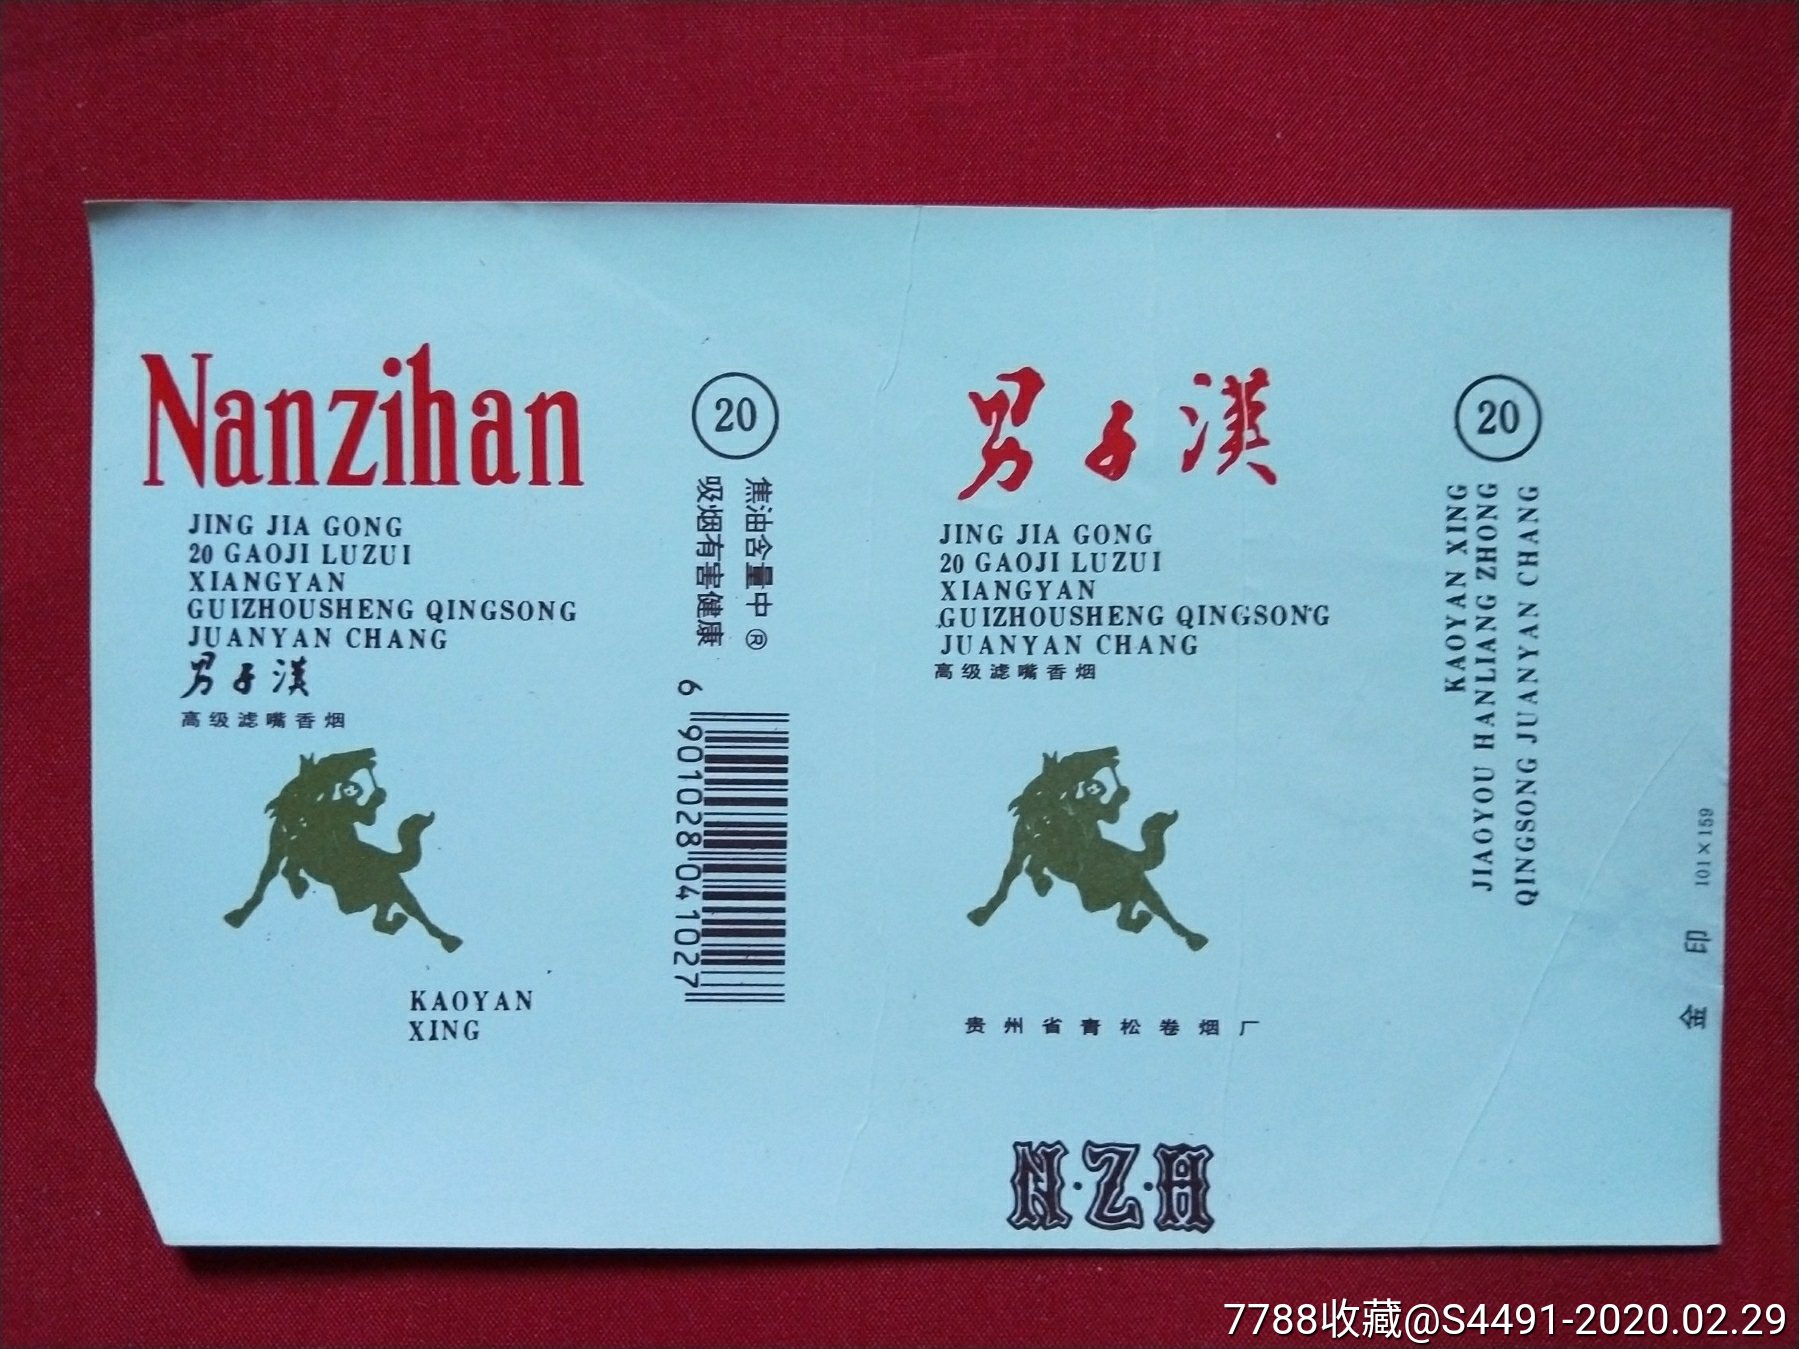 Nanzihan
JING JIA GONG
20 GAOJI LUZUI
XIANGYAN
GUIZHOUSHENG QINGSONG
JUANYAN CHANG
男子漢
高级滤嘴香烟
KAOYAN
XING
20
焦油含量中 ®
吸烟有害健康
6 901028 041027
男子漢
JING JIA GONG
20 GAOJI LUZUI
XIANGYAN
GUIZHOUSHENG QINGSONG
JUANYAN CHANG
高级滤嘴香烟
贵州省青松卷烟厂
N·Z·H
20
KAOYAN XING
JIAOYOU HANLIANG ZHONG
QINGSONG JUANYAN CHANG
金印 101×159
7788收藏@S4491-2020.02.29